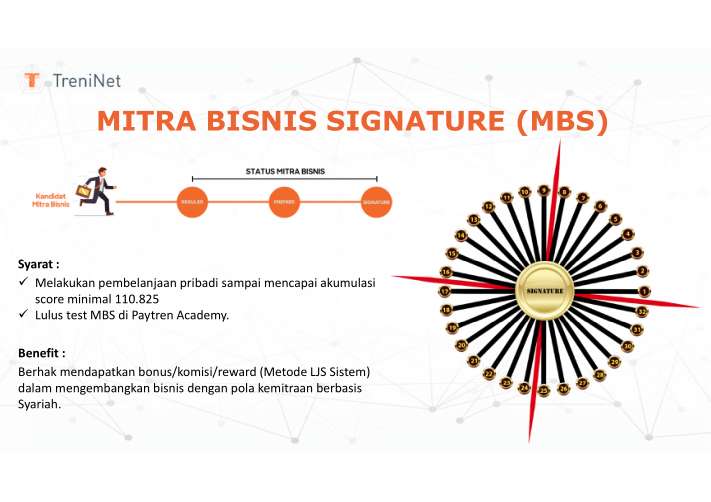 TreniNet
MITRA BISNIS SIGNATURE (MBS)
STATUS MITRA BISNIS
Kandidat
Mitra Bisnis
REGULER
PREPARE
SIGNATURE
Syarat :
✓ Melakukan pembelanjaan pribadi sampai mencapai akumulasi
score minimal 110.825
✓ Lulus test MBS di Paytren Academy.
Benefit :
Berhak mendapatkan bonus/komisi/reward (Metode LJS Sistem)
dalam mengembangkan bisnis dengan pola kemitraan berbasis
Syariah.
SIGNATURE
1
2
3
4
5
6
7
8
9
10
11
12
13
14
15
16
17
18
19
20
21
22
23
24
25
26
27
28
29
30
31
32